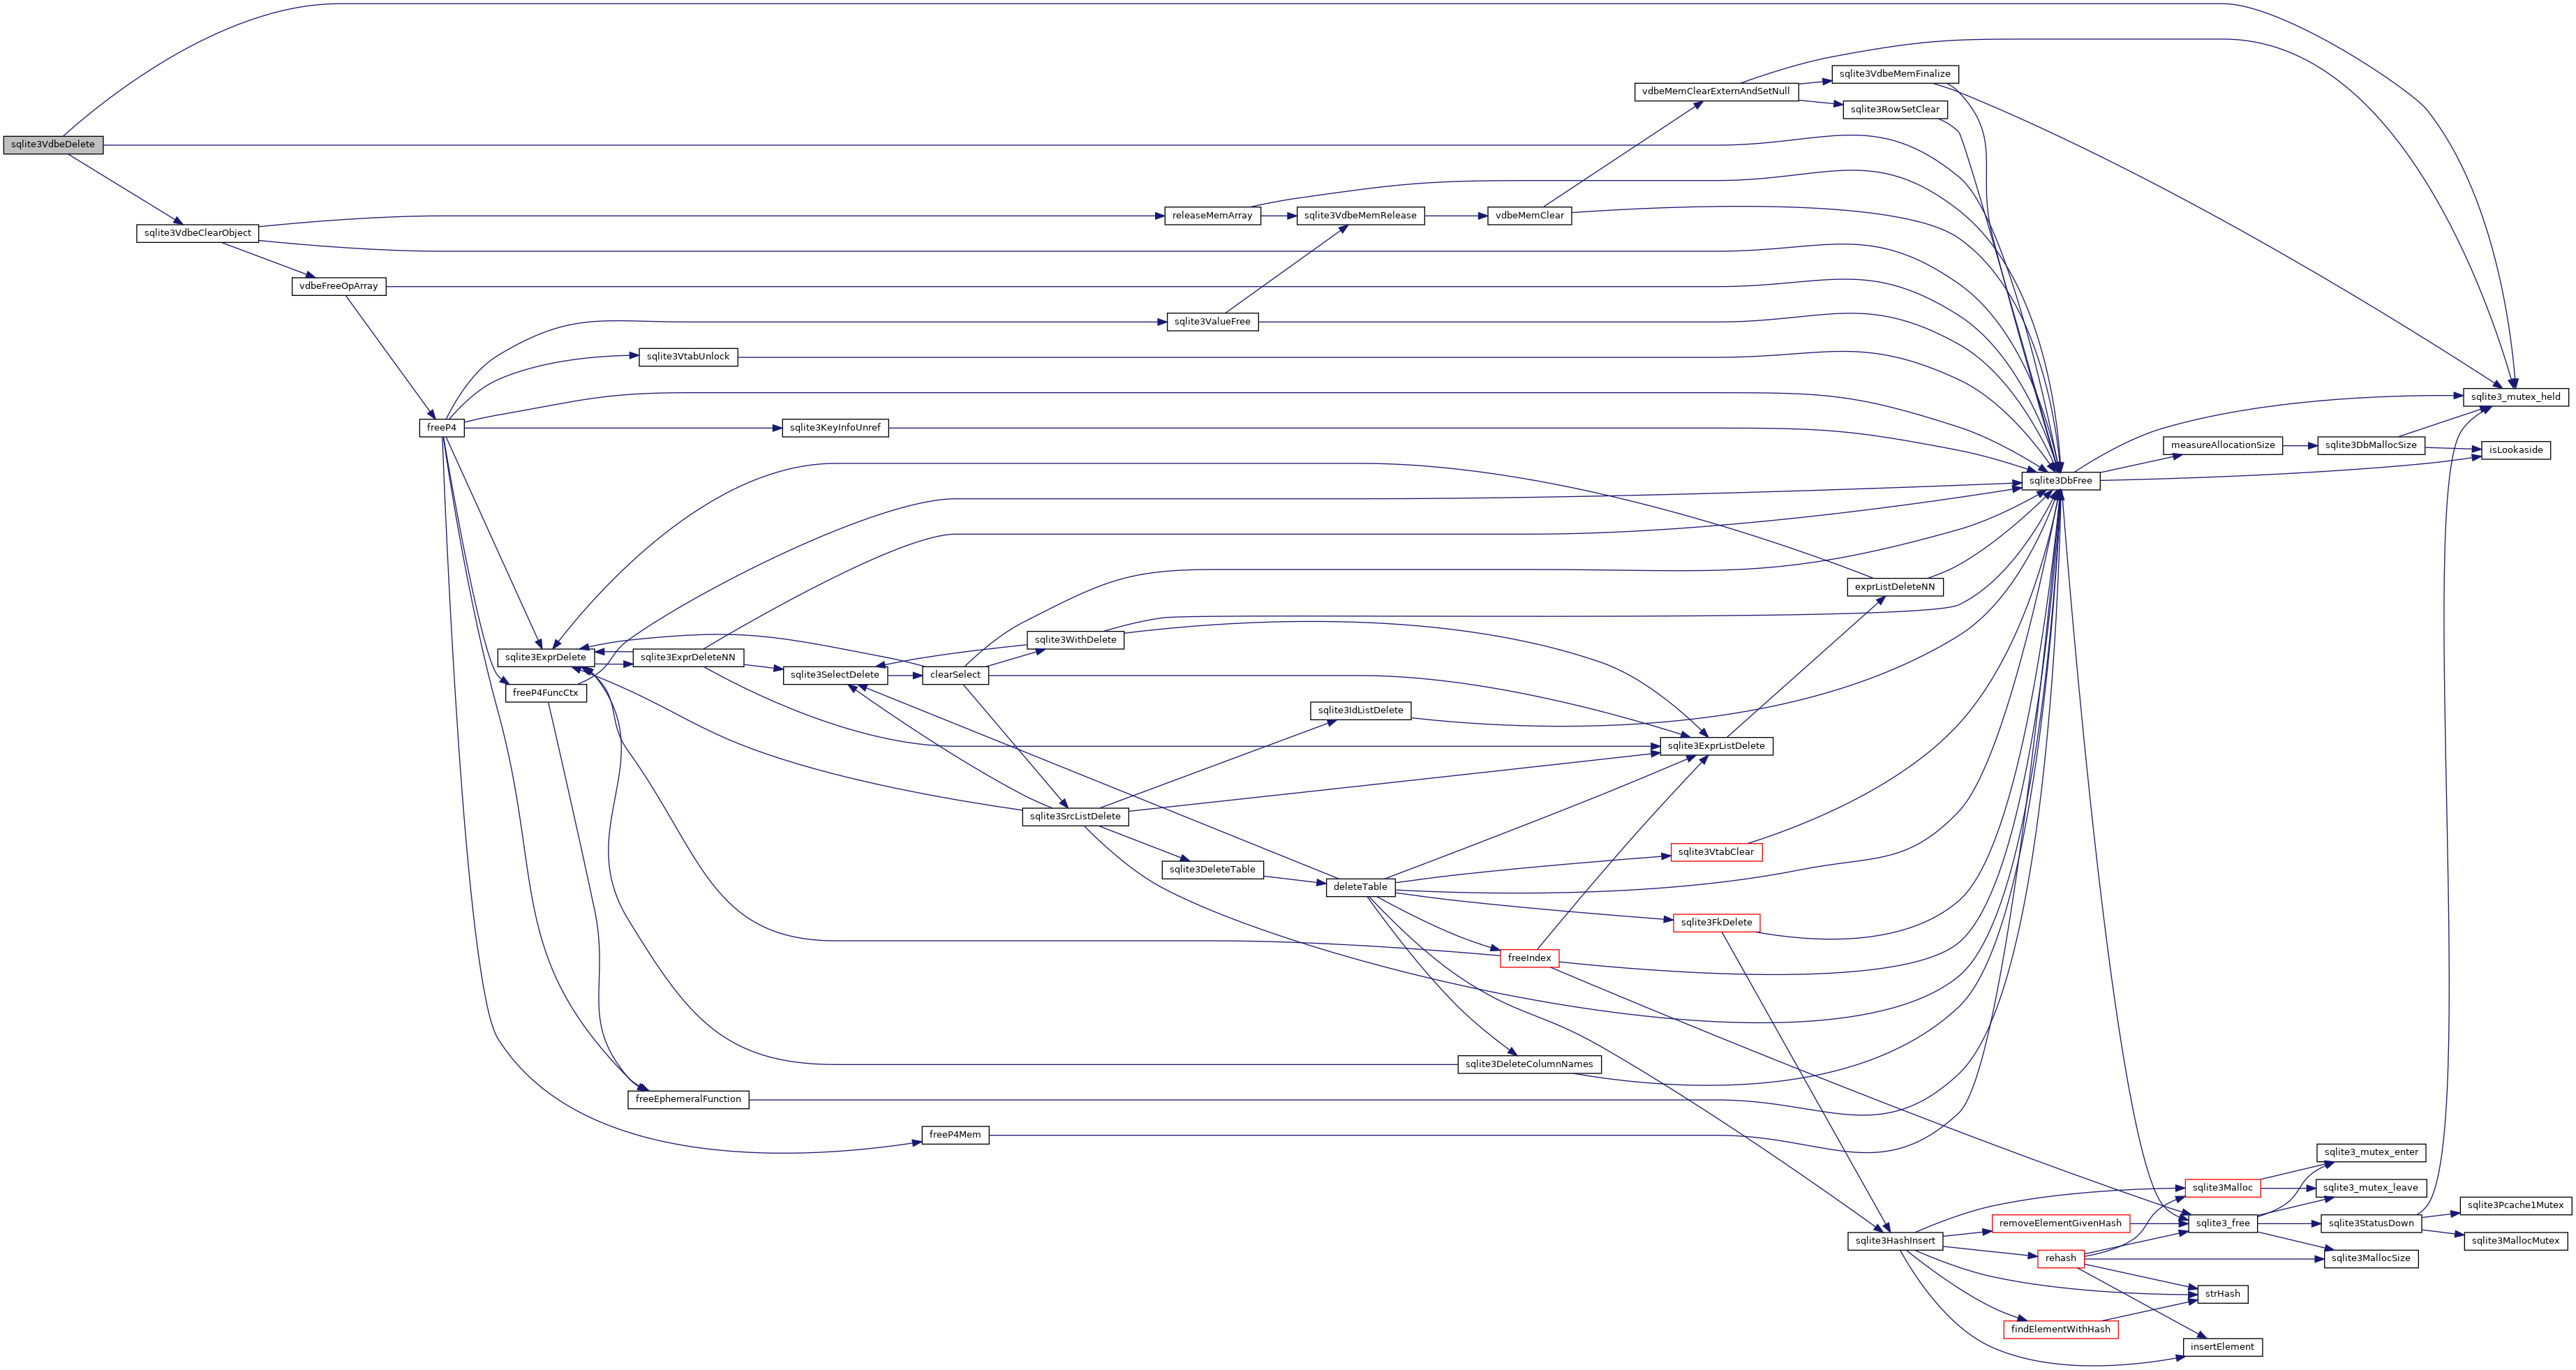 sqlite3VdbeDelete
sqlite3VdbeClearObject
vdbeFreeOpArray
freeP4
sqlite3ExprDelete
freeP4FuncCtx
sqlite3VtabUnlock
sqlite3ExprDeleteNN
freeEphemeralFunction
sqlite3KeyInfoUnref
sqlite3SelectDelete
clearSelect
freeP4Mem
sqlite3WithDelete
sqlite3SrcListDelete
releaseMemArray
sqlite3ValueFree
sqlite3DeleteTable
sqlite3VdbeMemRelease
sqlite3IdListDelete
deleteTable
vdbeMemClear
freeIndex
sqlite3DeleteColumnNames
vdbeMemClearExternAndSetNull
sqlite3ExprListDelete
sqlite3VtabClear
sqlite3FkDelete
sqlite3VdbeMemFinalize
sqlite3RowSetClear
exprListDeleteNN
sqlite3HashInsert
sqlite3DbFree
removeElementGivenHash
rehash
findElementWithHash
measureAllocationSize
sqlite3Malloc
sqlite3_free
strHash
insertElement
sqlite3DbMallocSize
sqlite3_mutex_enter
sqlite3_mutex_leave
sqlite3StatusDown
sqlite3MallocSize
sqlite3_mutex_held
isLookaside
sqlite3Pcache1Mutex
sqlite3MallocMutex